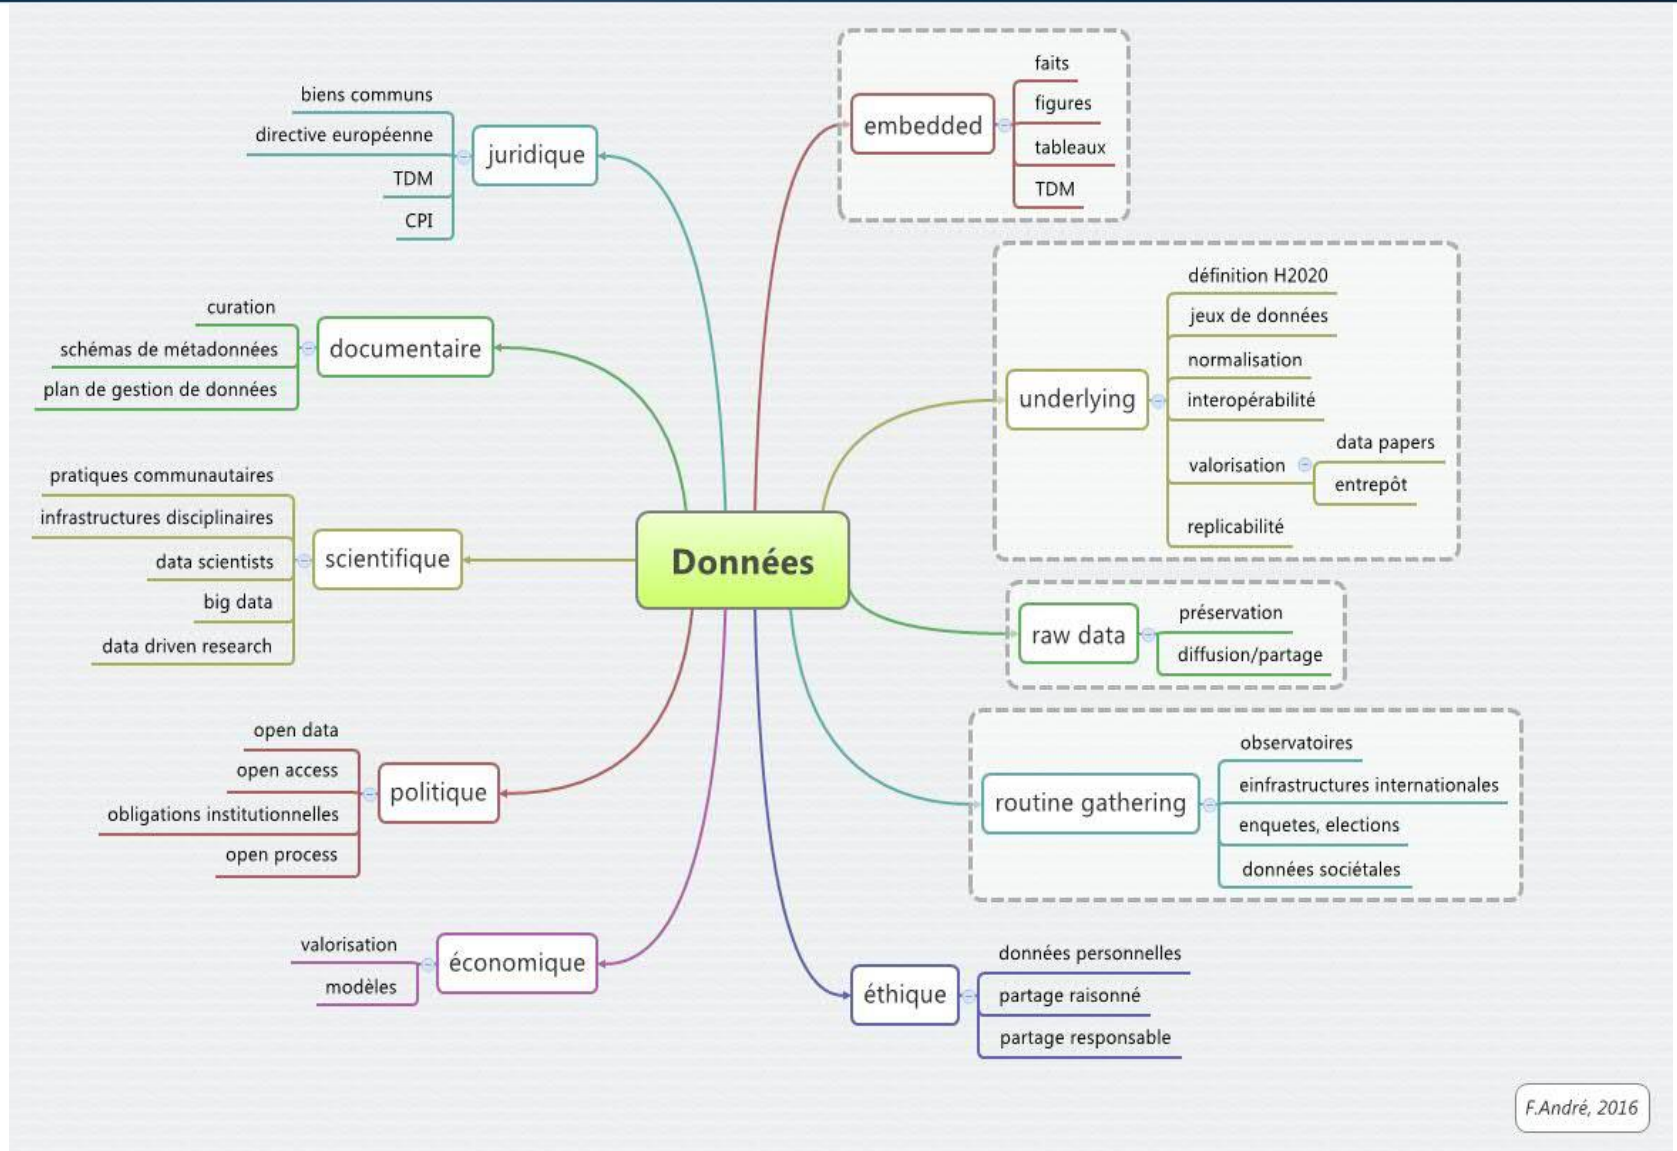 Données
juridique
biens communs
directive européenne
TDM
CPI
documentaire
curation
schémas de métadonnées
plan de gestion de données
scientifique
pratiques communautaires
infrastructures disciplinaires
data scientists
big data
data driven research
politique
open data
open access
obligations institutionnelles
open process
économique
valorisation
modèles
embedded
faits
figures
tableaux
TDM
underlying
définition H2020
jeux de données
normalisation
interopérabilité
valorisation
data papers
entrepôt
replicabilité
raw data
préservation
diffusion/partage
routine gathering
observatoires
einfrastructures internationales
enquetes, elections
données sociétales
éthique
données personnelles
partage raisonné
partage responsable
F.André, 2016